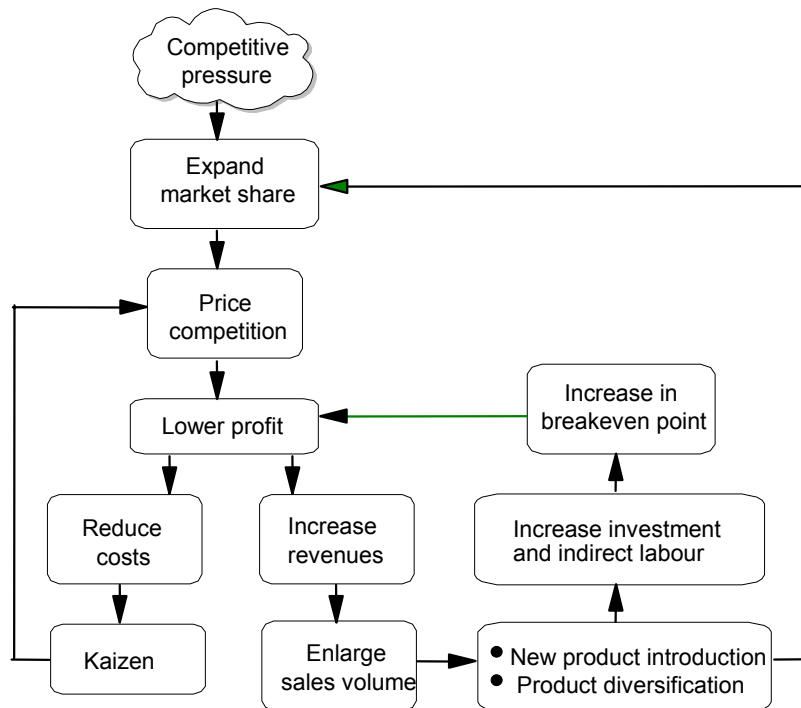 Competitive
pressure
Expand
market share
Price
competition
Lower profit
Increase in
breakeven point
Reduce
costs
Increase
revenues
Increase investment
and indirect labour
Kaizen
Enlarge
sales volume
• New product introduction
• Product diversification